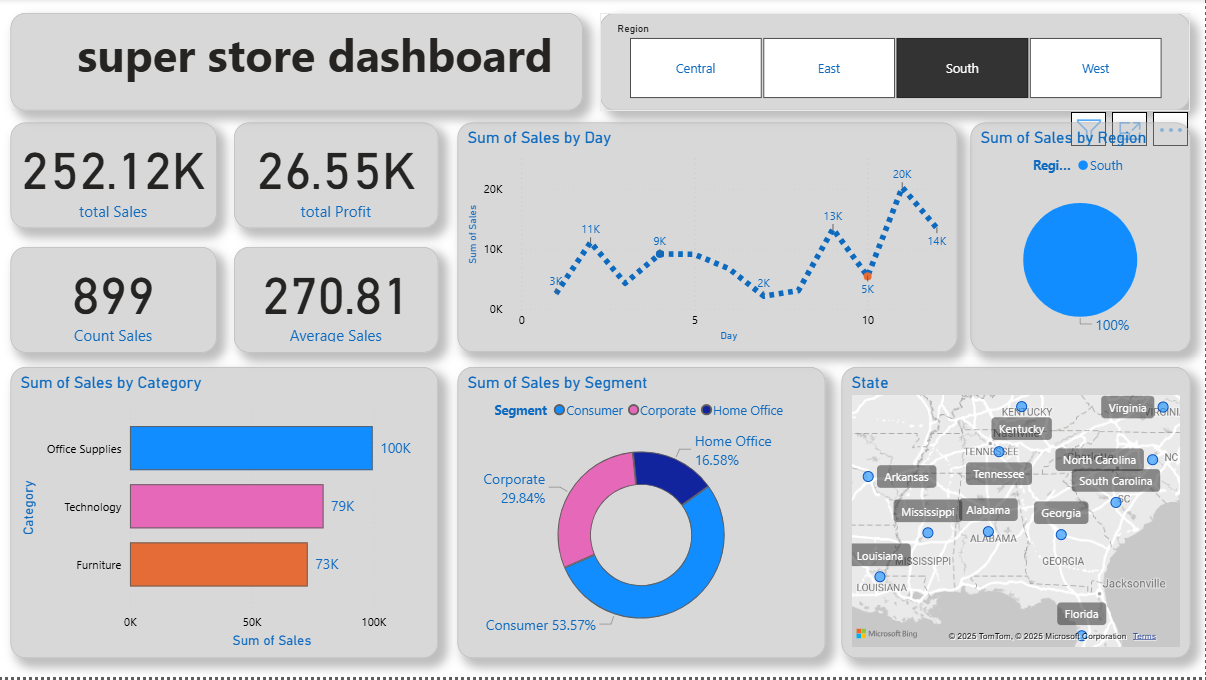 super store dashboard
Region
Central
East
South
West
252.12K
total Sales
26.55K
total Profit
899
Count Sales
270.81
Average Sales
Sum of Sales by Day
Sum of Sales
20K
10K
0K
3K
11K
9K
2K
13K
5K
20K
14K
0
5
10
Day
Sum of Sales by Region
Regi...
South
100%
Sum of Sales by Category
Category
Office Supplies
100K
Technology
79K
Furniture
73K
0K
50K
100K
Sum of Sales
Sum of Sales by Segment
Segment
Consumer
Corporate
Home Office
Home Office
16.58%
Corporate
29.84%
Consumer 53.57%
State
KENTUCKY
Virginia
Kentucky
Nashville
TENNESSEE
North Carolina
NC
Arkansas
Tennessee
South Carolina
SC
Mississippi
Alabama
Georgia
ALABAMA
Louisiana
MISSISSIPPI
GEORGIA
LOUISIANA
Jacksonville
Florida
Microsoft Bing
© 2025 TomTom, © 2025 Microsoft Corporation
Terms